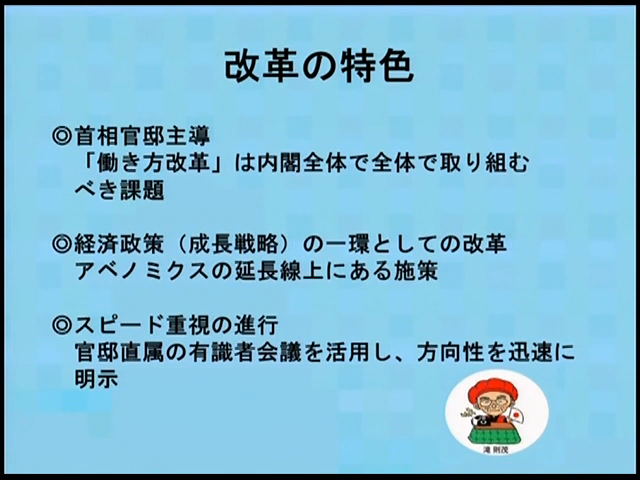 改革の特色
◎首相官邸主導
「働き方改革」は内閣全体で全体で取り組む
べき課題
◎経済政策（成長戦略）の一環としての改革
アベノミクスの延長線上にある施策
◎スピード重視の進行
官邸直属の有識者会議を活用し、方向性を迅速に
明示
滝 則茂